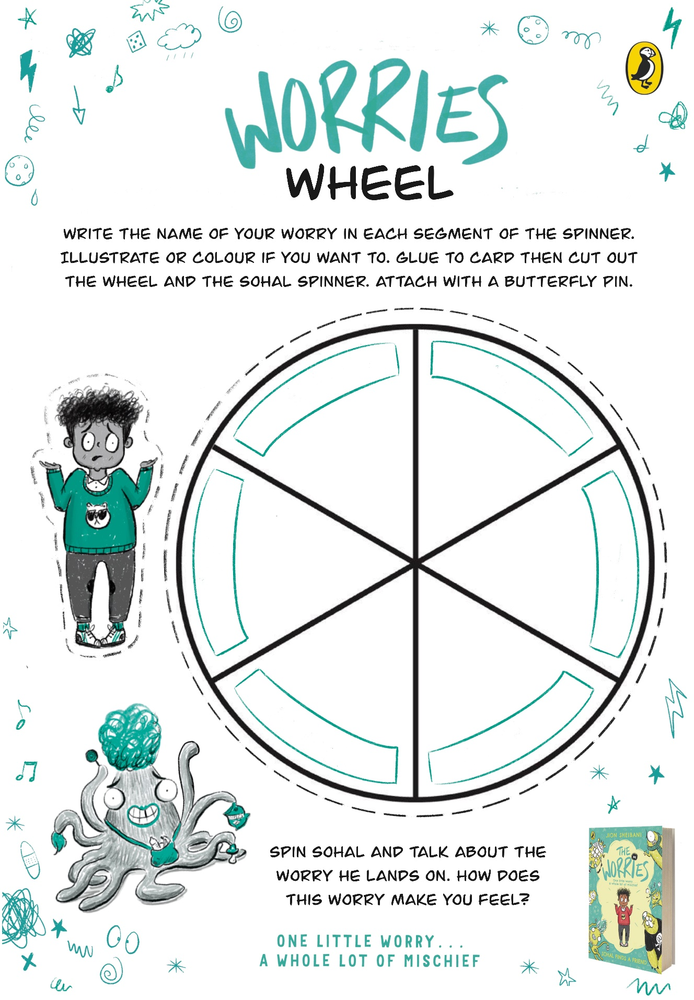 WORRIES
WHEEL
WRITE THE NAME OF YOUR WORRY IN EACH SEGMENT OF THE SPINNER.
ILLUSTRATE OR COLOUR IF YOU WANT TO. GLUE TO CARD THEN CUT OUT
THE WHEEL AND THE SOHAL SPINNER. ATTACH WITH A BUTTERFLY PIN.
SPIN SOHAL AND TALK ABOUT THE
WORRY HE LANDS ON. HOW DOES
THIS WORRY MAKE YOU FEEL?
ONE LITTLE WORRY...
A WHOLE LOT OF MISCHIEF
JION SHEIBANI
THE
WORRIES
One little worry
a whole lot of mischief
SOHAL FINDS A FRIEND